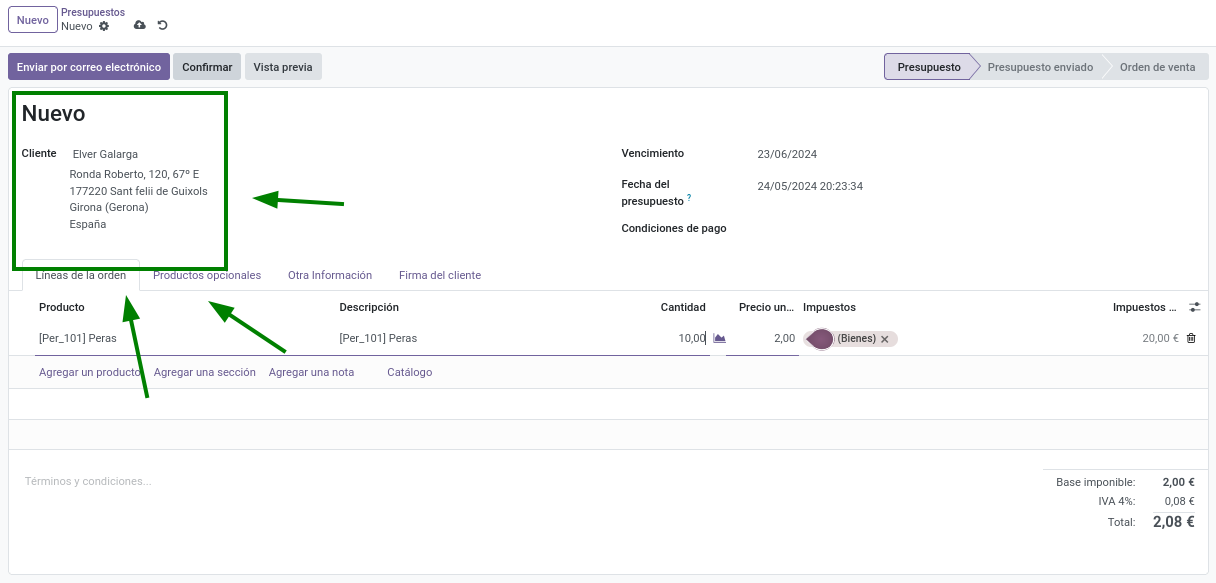 Nuevo
Presupuestos
Nuevo
Enviar por correo electrónico Confirmar Vista previa
Presupuesto Presupuesto enviado Orden de venta
Nuevo
Cliente Elver Galarga
Ronda Roberto, 120, 67º E
177220 Sant felii de Guixols
Girona (Gerona)
España
Vencimiento 23/06/2024
Fecha del
presupuesto ? 24/05/2024 20:23:34
Condiciones de pago
Líneas de la orden Productos opcionales Otra Información Firma del cliente
Producto Descripción Cantidad Precio un... Impuestos Impuestos ...
[Per_101] Peras [Per_101] Peras 10,00 2,00 (Bienes) 20,00 €
Agregar un producto Agregar una sección Agregar una nota Catálogo
Términos y condiciones...
Base imponible: 2,00 €
IVA 4%: 0,08 €
Total: 2,08 €